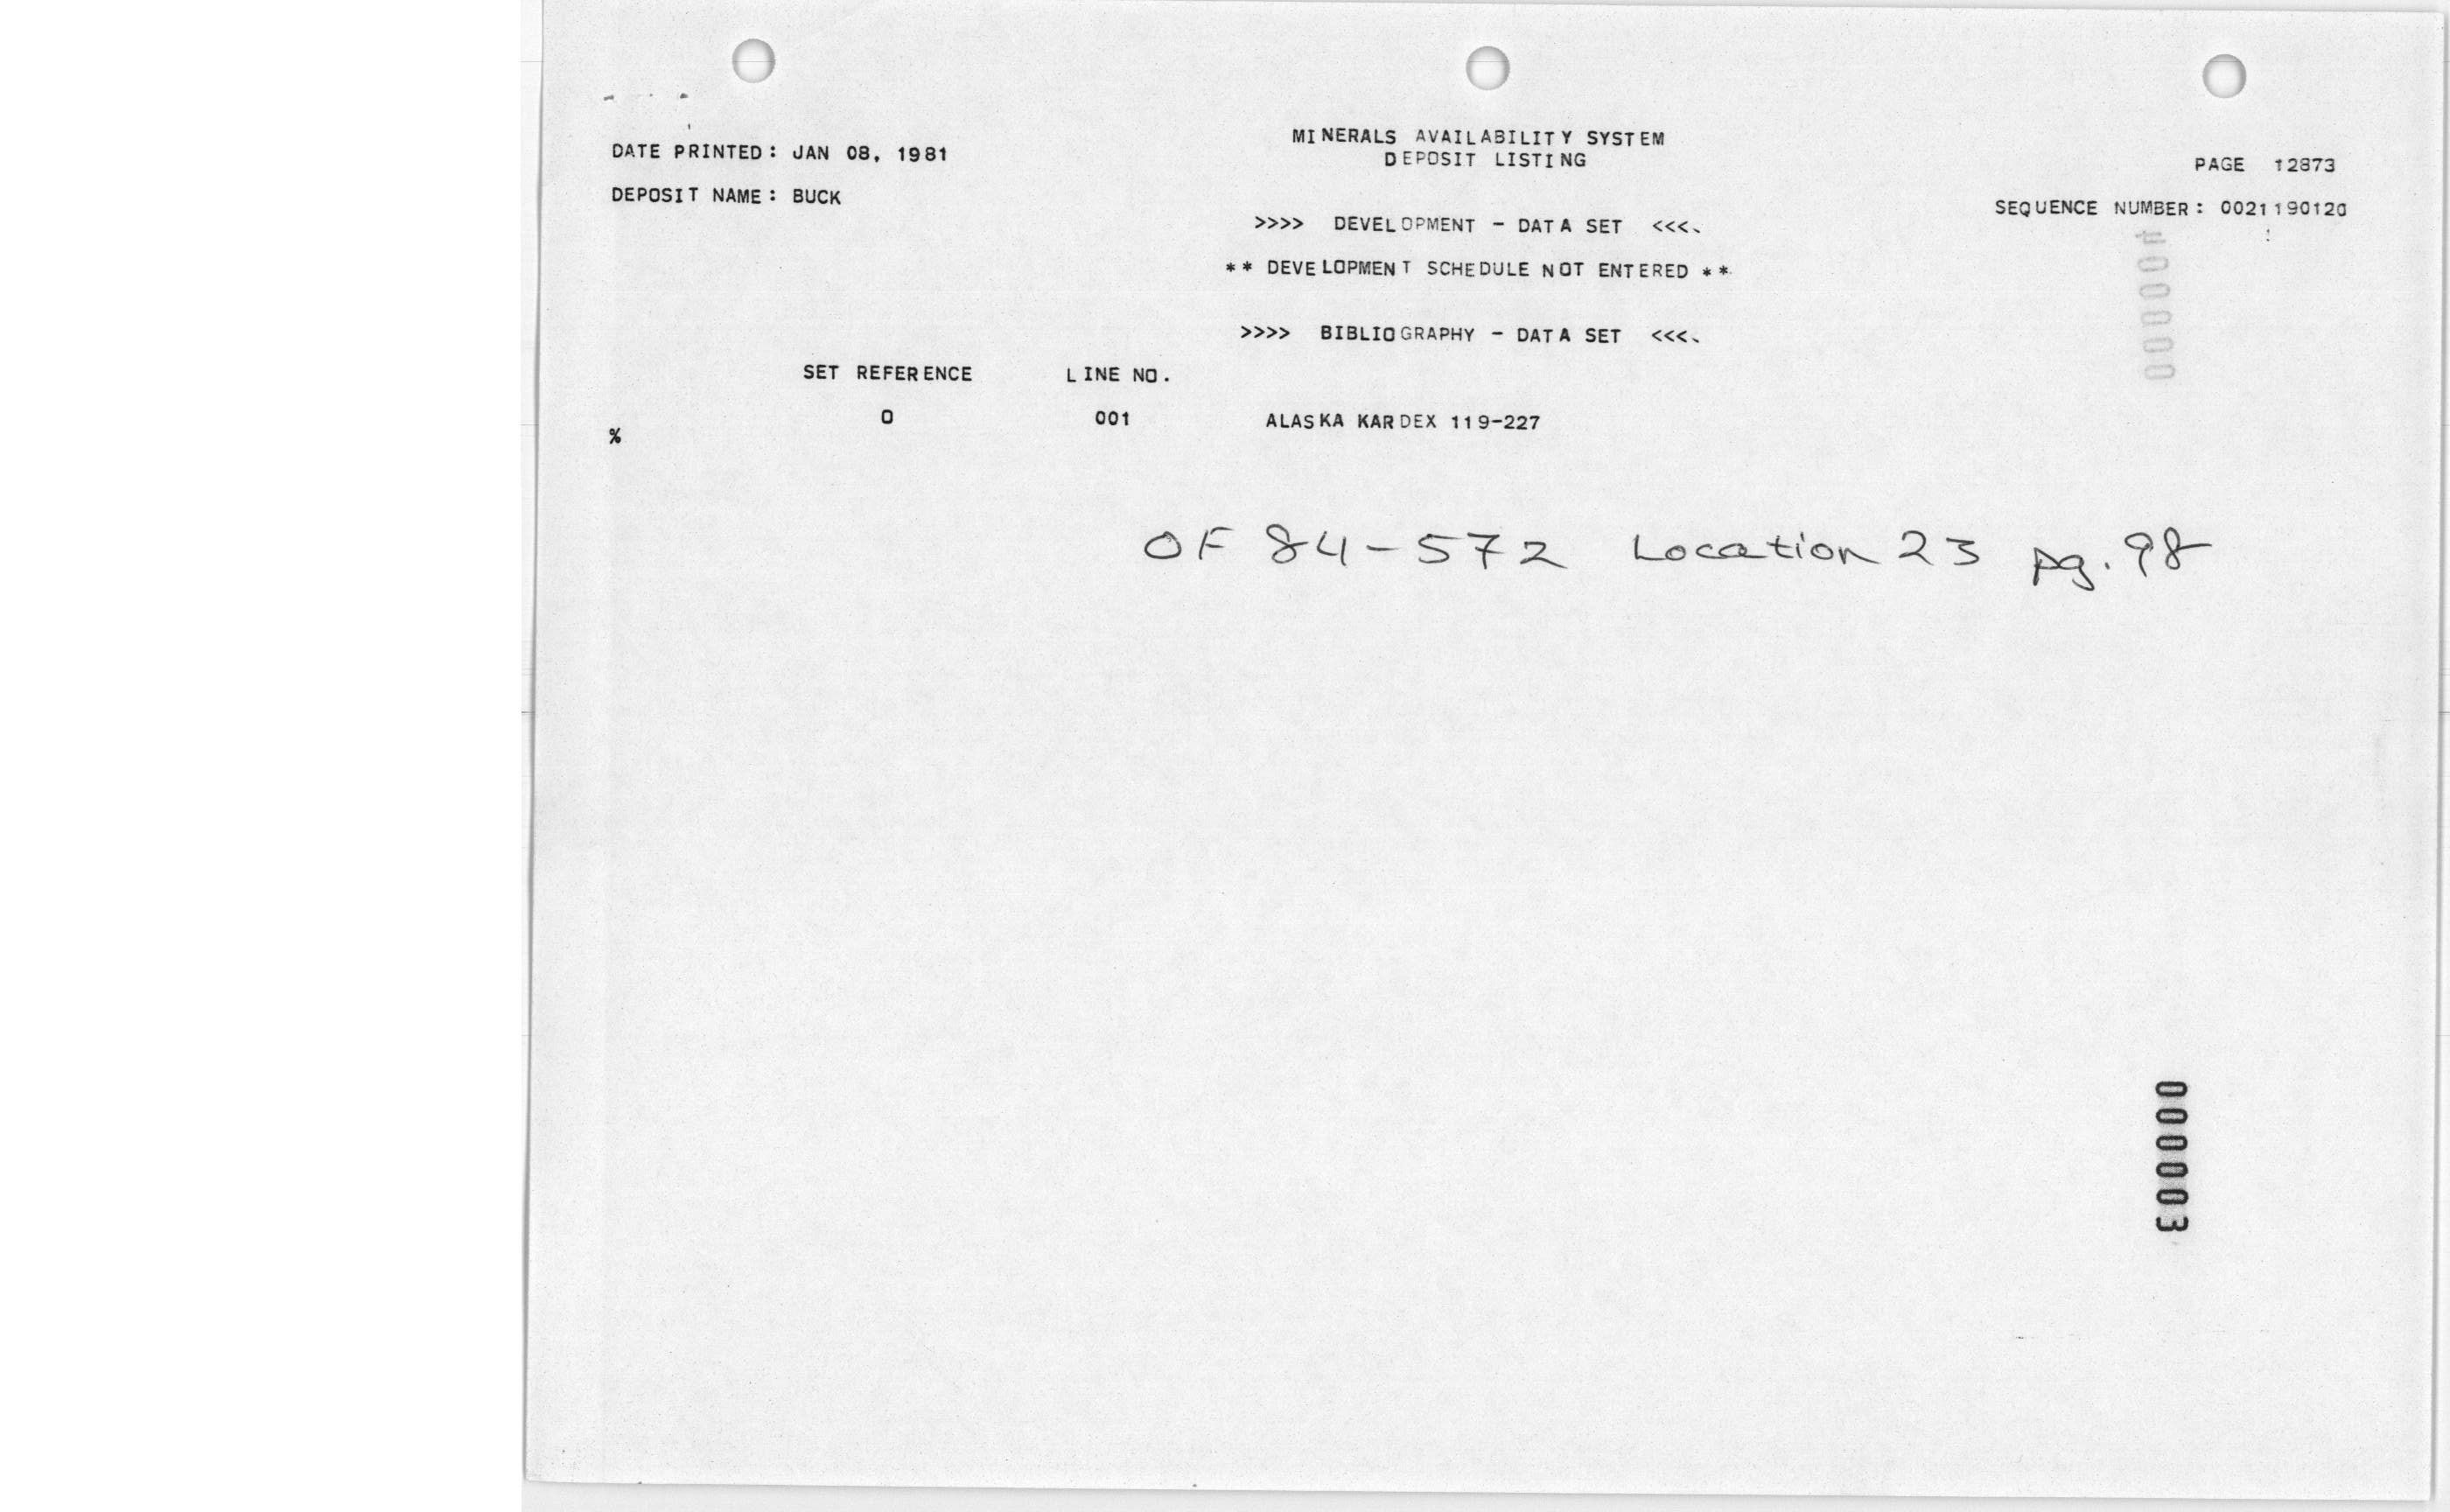 MINERALS AVAILABILITY SYSTEM
DATE PRINTED: JAN 08, 1981
DEPOSIT LISTING
PAGE 12873
DEPOSIT NAME: BUCK
SEQUENCE NUMBER: 0021190120
>>>> DEVELOPMENT - DATA SET <<<.
** DEVELOPMENT SCHEDULE NOT ENTERED **
>>>> BIBLIOGRAPHY - DATA SET <<<.
SET REFERENCE LINE NO.
0 001 ALASKA KARDEX 119-227
%
OF 84-572 Location 23 pg. 98
000004
000003